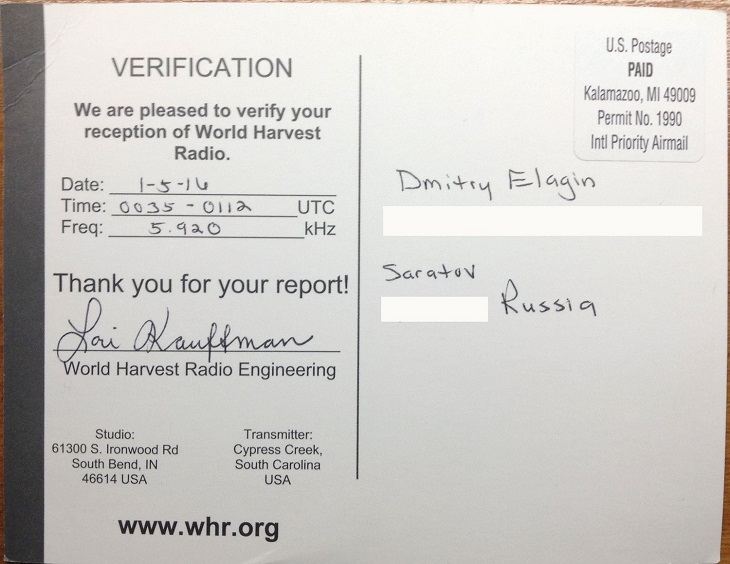 VERIFICATION
We are pleased to verify your
reception of World Harvest
Radio.
Date: 1-5-16
Time: 0035 - 0112 UTC
Freq: 5.920 kHz
Thank you for your report!
Lori Kauffman
World Harvest Radio Engineering
Studio:
61300 S. Ironwood Rd
South Bend, IN
46614 USA
Transmitter:
Cypress Creek,
South Carolina
USA
www.whr.org
U.S. Postage
PAID
Kalamazoo, MI 49009
Permit No. 1990
Intl Priority Airmail
Dmitry Elagin
Saratov
Russia